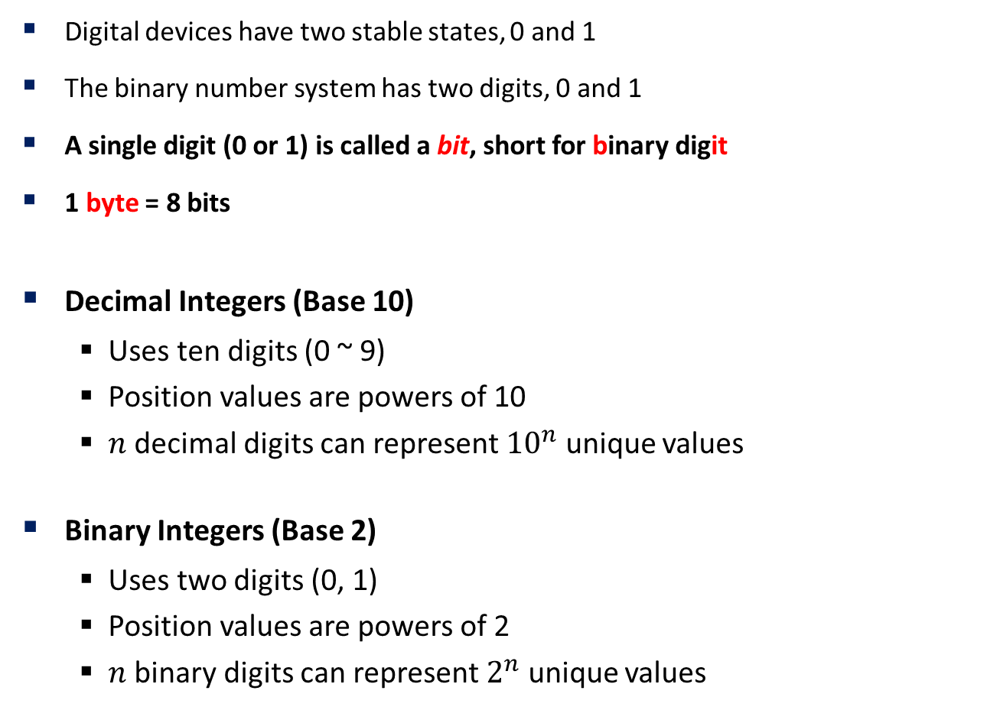 ▪ Digital devices have two stable states, 0 and 1
▪ The binary number system has two digits, 0 and 1
▪ A single digit (0 or 1) is called a bit, short for binary digit
▪ 1 byte = 8 bits
▪ Decimal Integers (Base 10)
▪ Uses ten digits (0 ~ 9)
▪ Position values are powers of 10
▪ n decimal digits can represent 10ⁿ unique values
▪ Binary Integers (Base 2)
▪ Uses two digits (0, 1)
▪ Position values are powers of 2
▪ n binary digits can represent 2ⁿ unique values